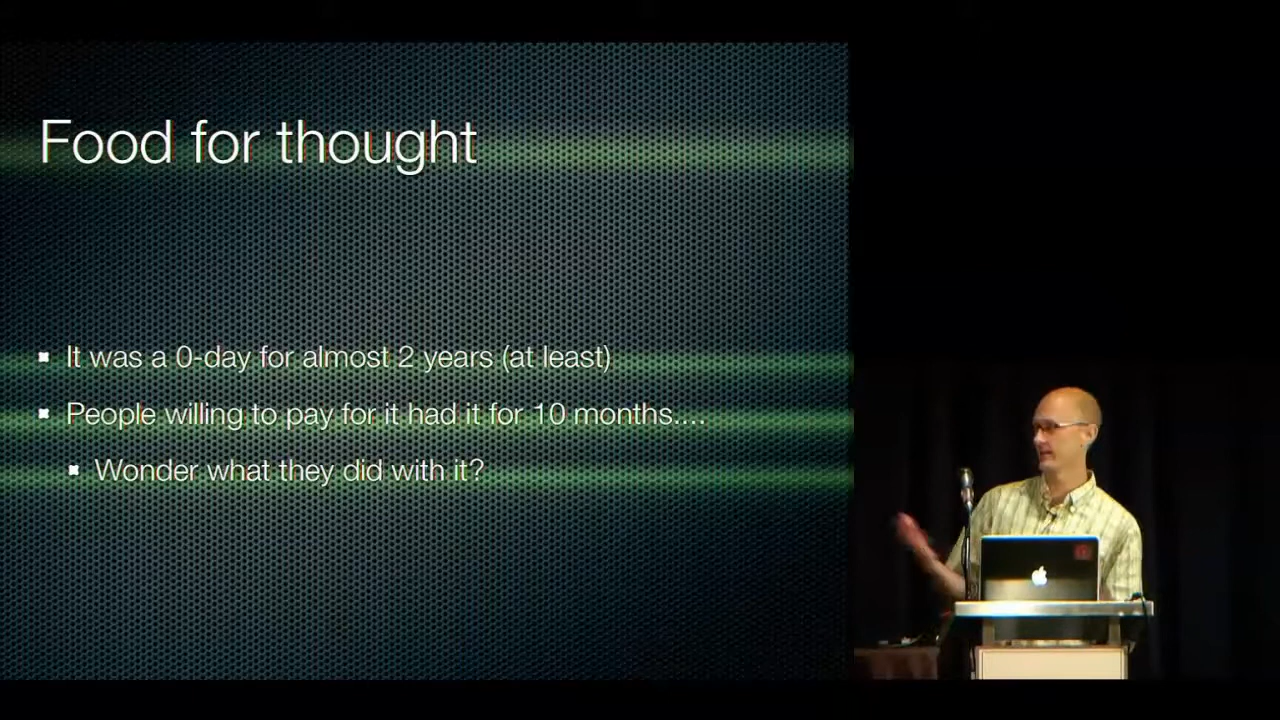 Food for thought
It was a 0-day for almost 2 years (at least)
People willing to pay for it had it for 10 months....
Wonder what they did with it?